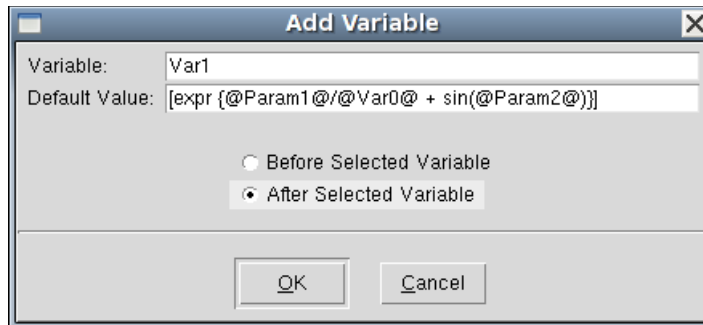 Add Variable
Variable: Var1
Default Value: [expr {@Param1@/@Var0@ + sin(@Param2@)}]
Before Selected Variable
After Selected Variable
OK Cancel